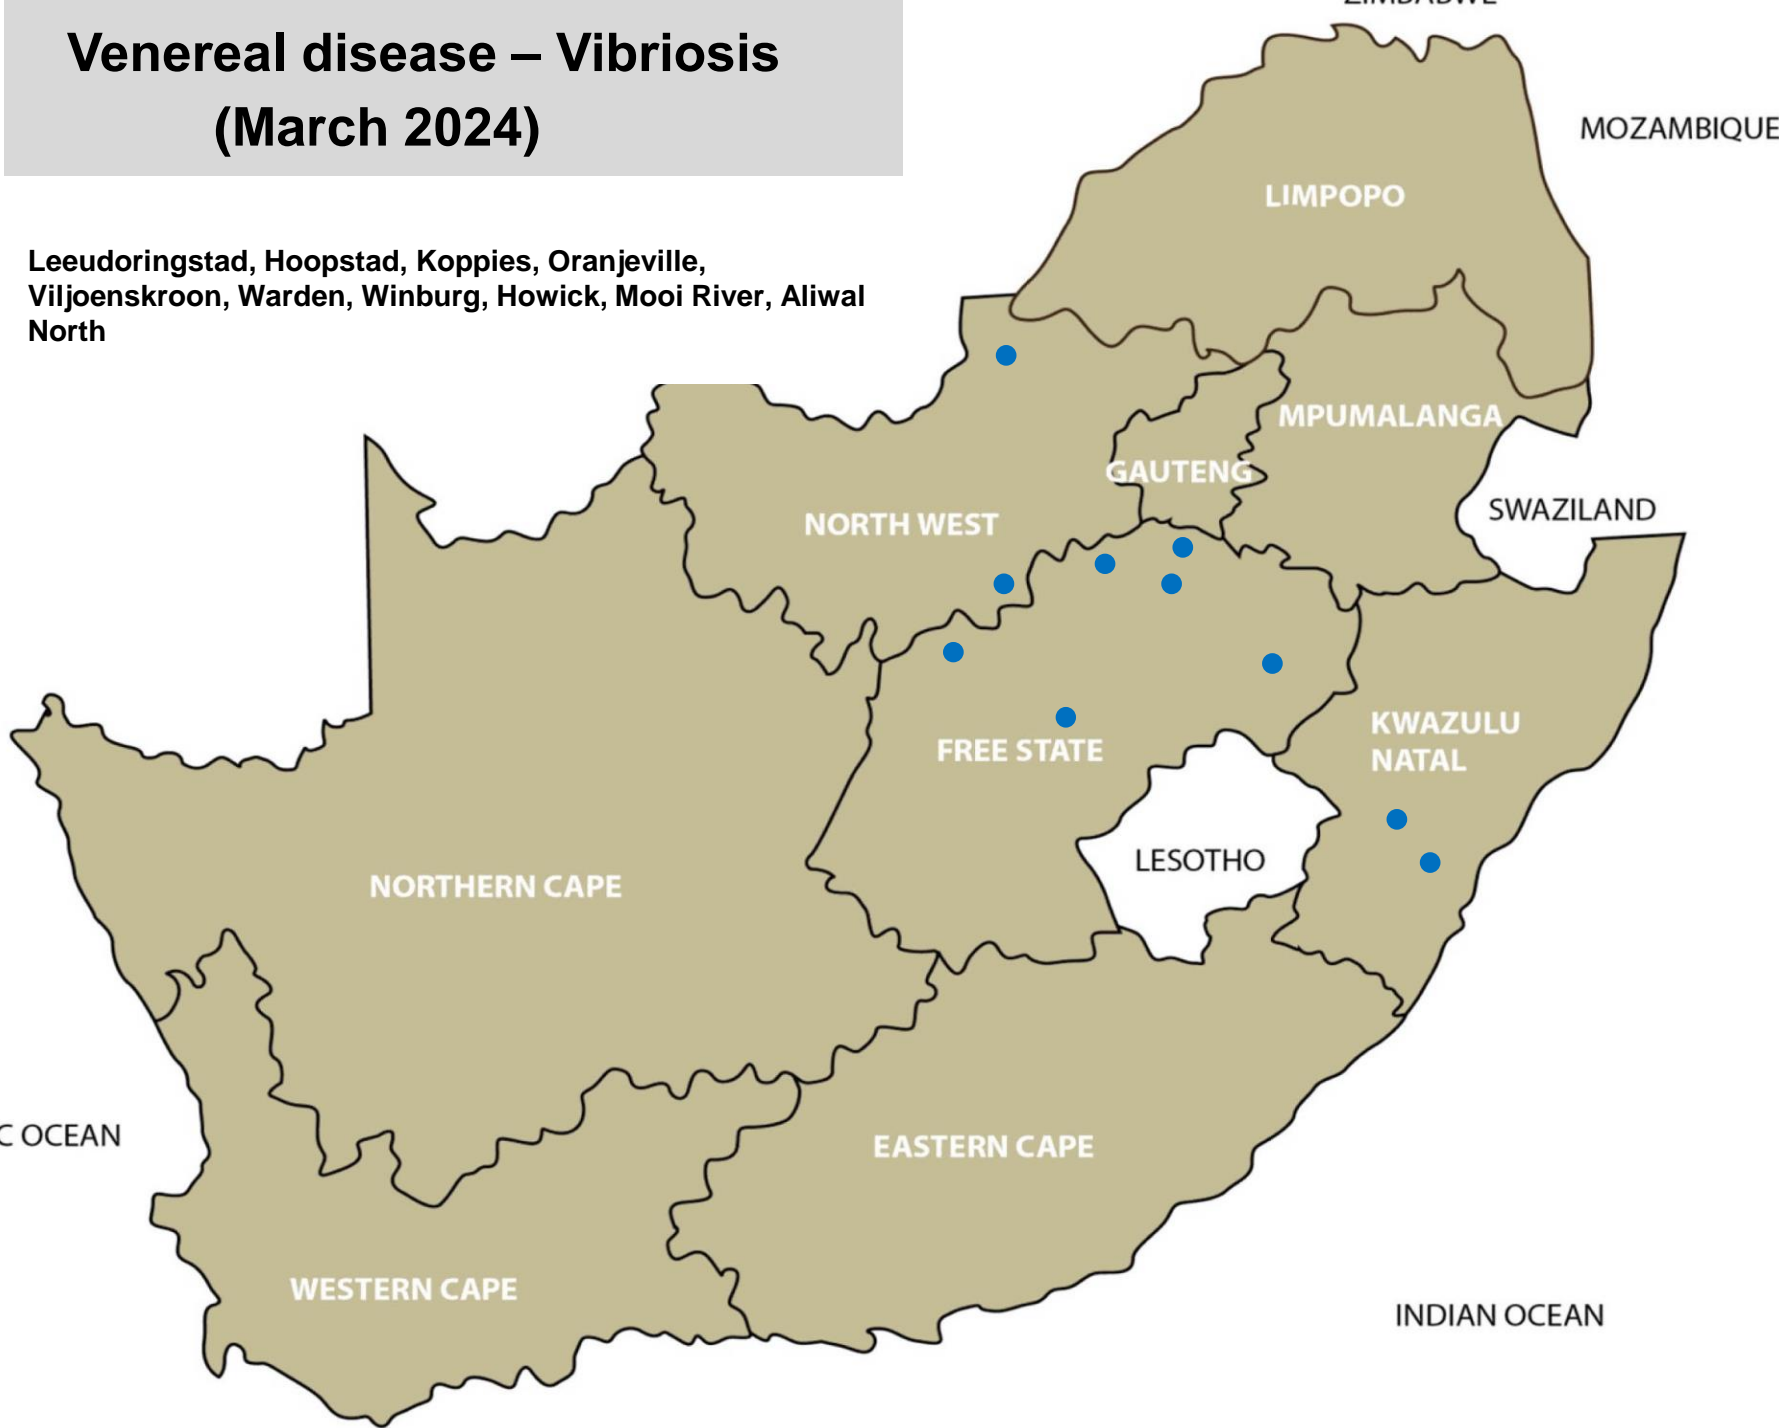 Venereal disease – Vibriosis
(March 2024)
MOZAMBIQUE
LIMPOPO
Leeudoringstad, Hoopstad, Koppies, Oranjeville,
Viljoenskroon, Warden, Winburg, Howick, Mooi River, Aliwal
North
MPUMALANGA
GAUTENG
SWAZILAND
NORTH WEST
KWAZULU
NATAL
FREE STATE
LESOTHO
NORTHERN CAPE
C OCEAN
EASTERN CAPE
WESTERN CAPE
INDIAN OCEAN